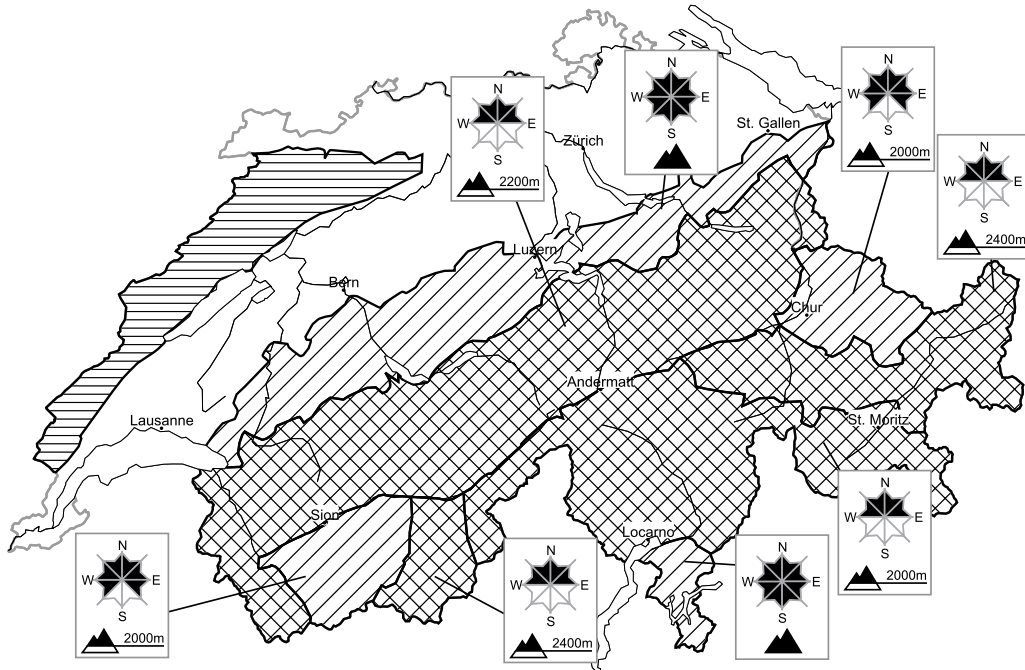 N
W E
S
N
W E
S
2000m
N
W E
S
2200m
St. Gallen
Zürich
N
W E
S
2400m
Luzern
Bern
Chur
Andermatt
Lausanne
St. Moritz
N
W E
S
2000m
Sion
Locarno
N
W E
S
2000m
N
W E
S
2400m
N
W E
S